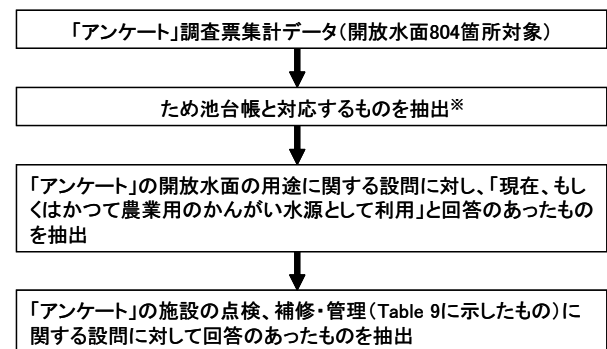 「アンケート」調査票集計データ(開放水面804箇所対象)
ため池台帳と対応するものを抽出※
「アンケート」の開放水面の用途に関する設問に対し、「現在、もし
くはかつて農業用のかんがい水源として利用」と回答のあったもの
を抽出
「アンケート」の施設の点検、補修・管理(Table 9に示したもの)に
関する設問に対して回答のあったものを抽出